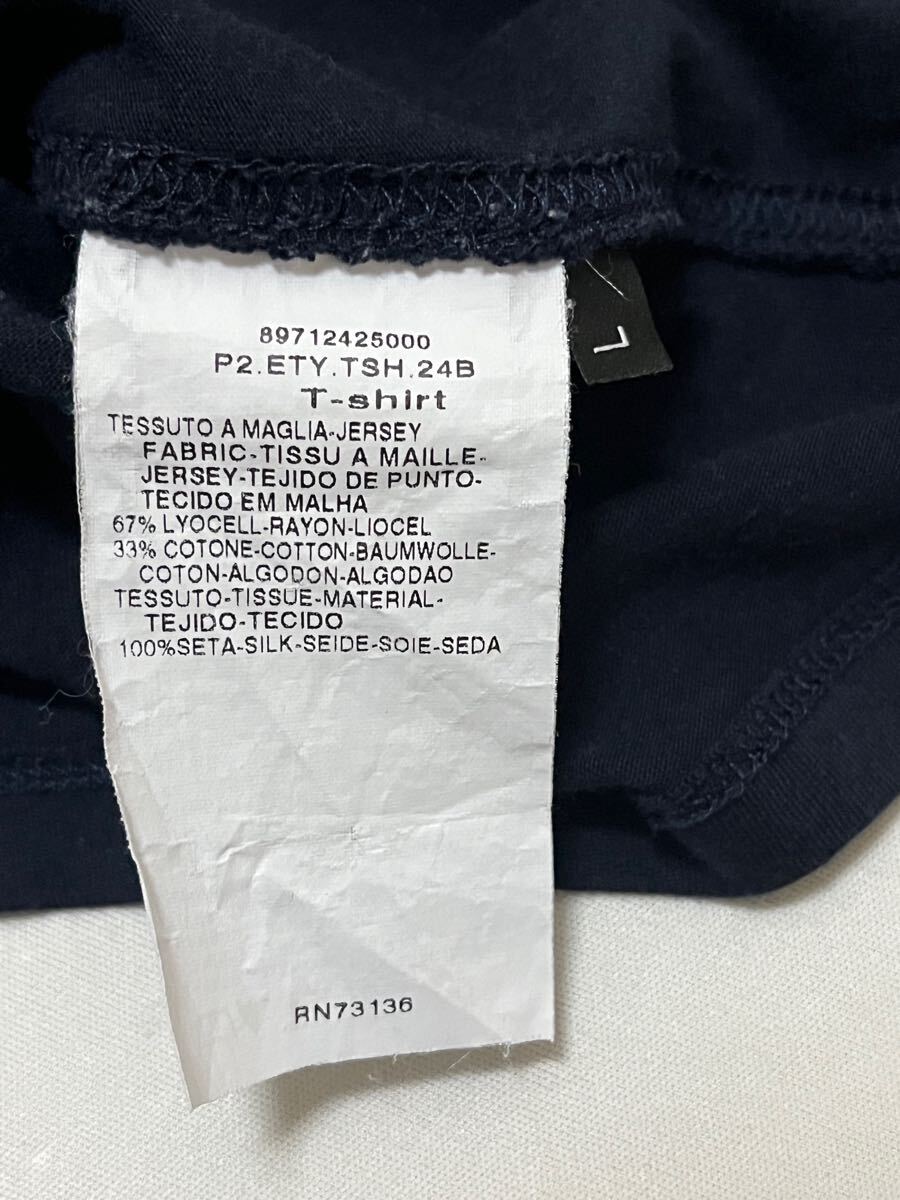 89712425000
P2.ETY.TSH.24B
T-shirt
TESSUTO A MAGLIA-JERSEY
FABRIC-TISSU A MAILLE-
JERSEY-TEJIDO DE PUNTO-
TECIDO EM MALHA
67% LYOCELL-RAYON-LIOCEL
33% COTONE-COTTON-BAUMWOLLE-
COTON-ALGODON-ALGODAO
TESSUTO-TISSUE-MATERIAL-
TEJIDO-TECIDO
100%SETA-SILK-SEIDE-SOIE-SEDA
RN73136
L